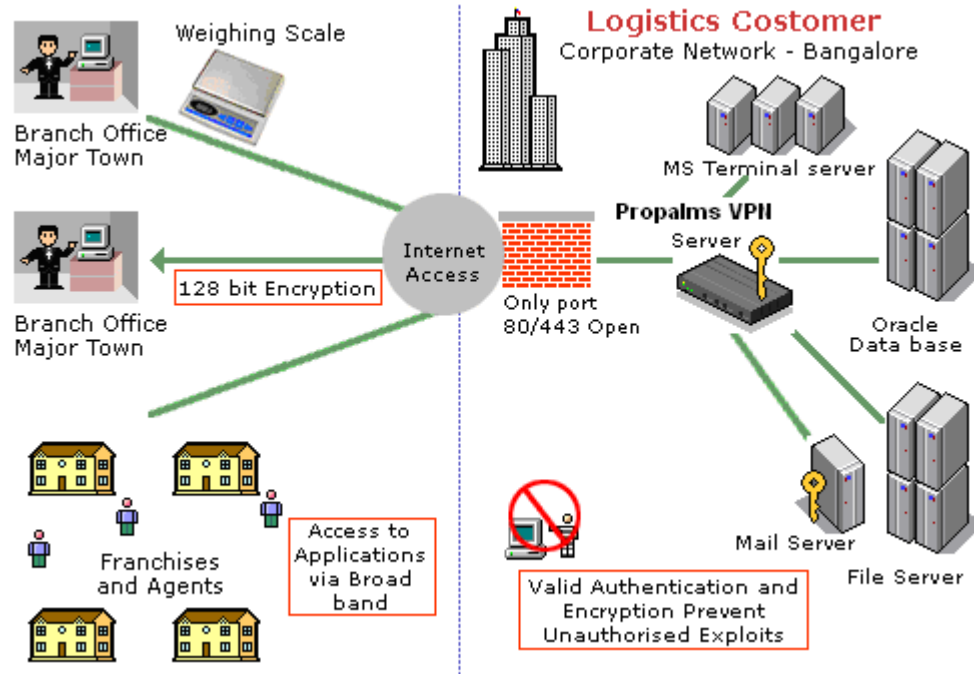 Weighing Scale
Branch Office
Major Town
128 bit Encryption
Branch Office
Major Town
Internet
Access
Franchises
and Agents
Access to
Applications
via Broad
band
Logistics Costomer
Corporate Network - Bangalore
MS Terminal server
Propalms VPN
Server
Only port
80/443 Open
Oracle
Data base
Mail Server
File Server
Valid Authentication and
Encryption Prevent
Unauthorised Exploits